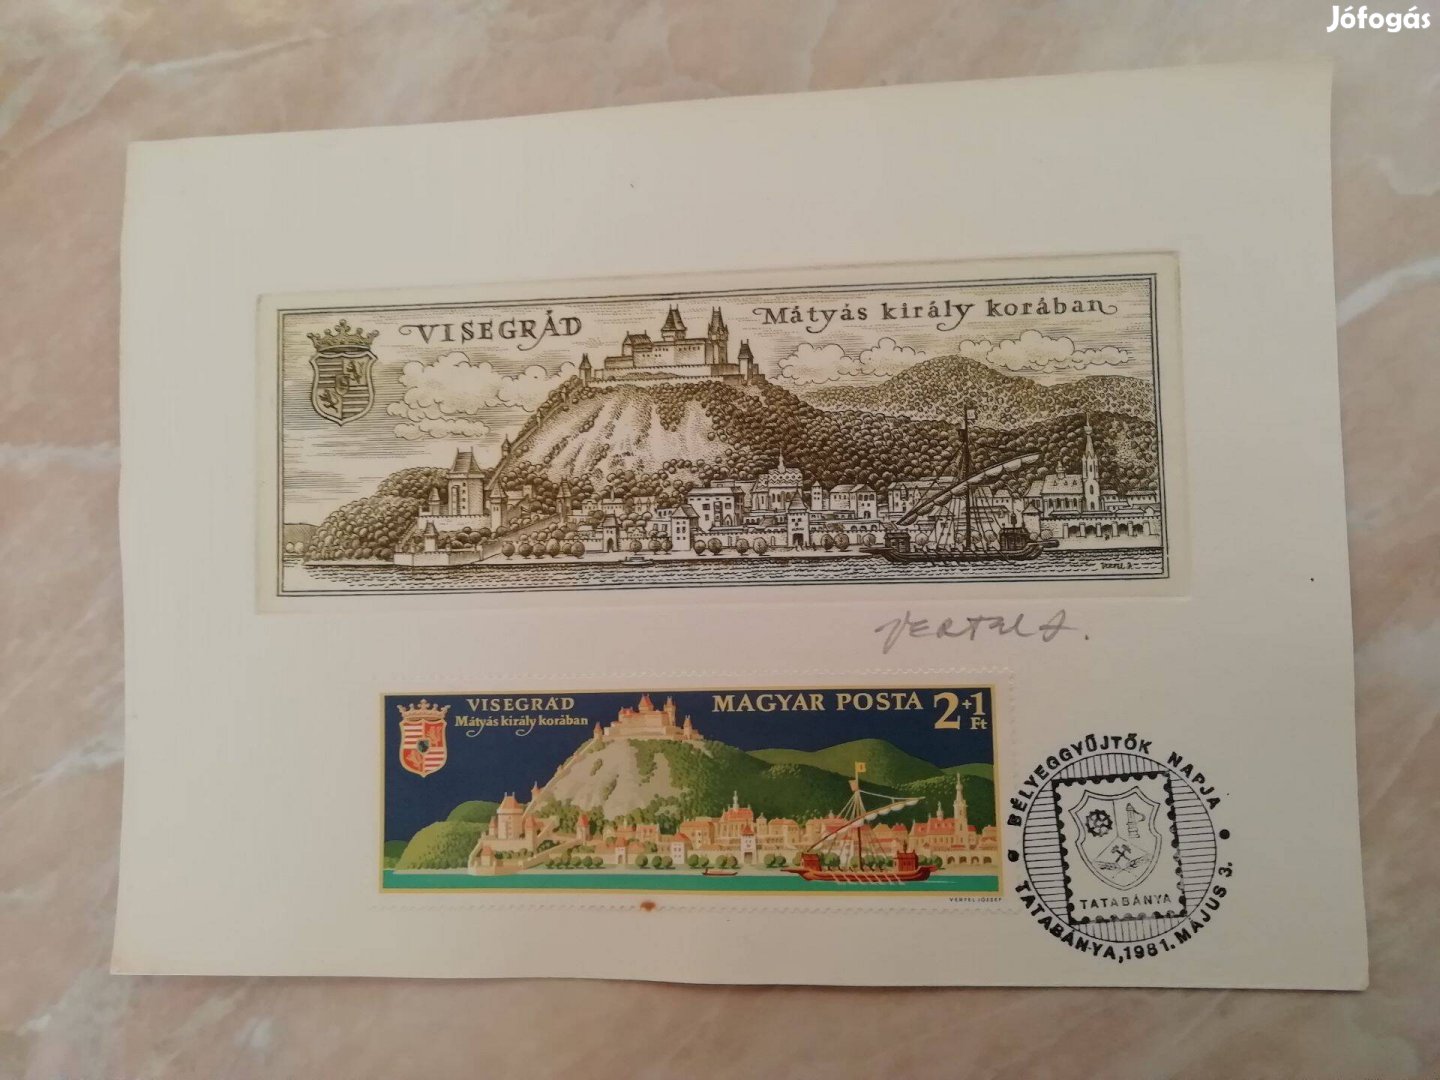 Jófogás
VISEGRÁD
Mátyás király korában
VERTEL J.
VERTEL J.
VISEGRÁD
Mátyás király korában
MAGYAR POSTA 2+1
Ft
VERTEL JÓZSEF
BÉLYEGGYŰJTŐK NAPJA
TATABÁNYA
TATABÁNYA, 1981. MÁJUS 3.